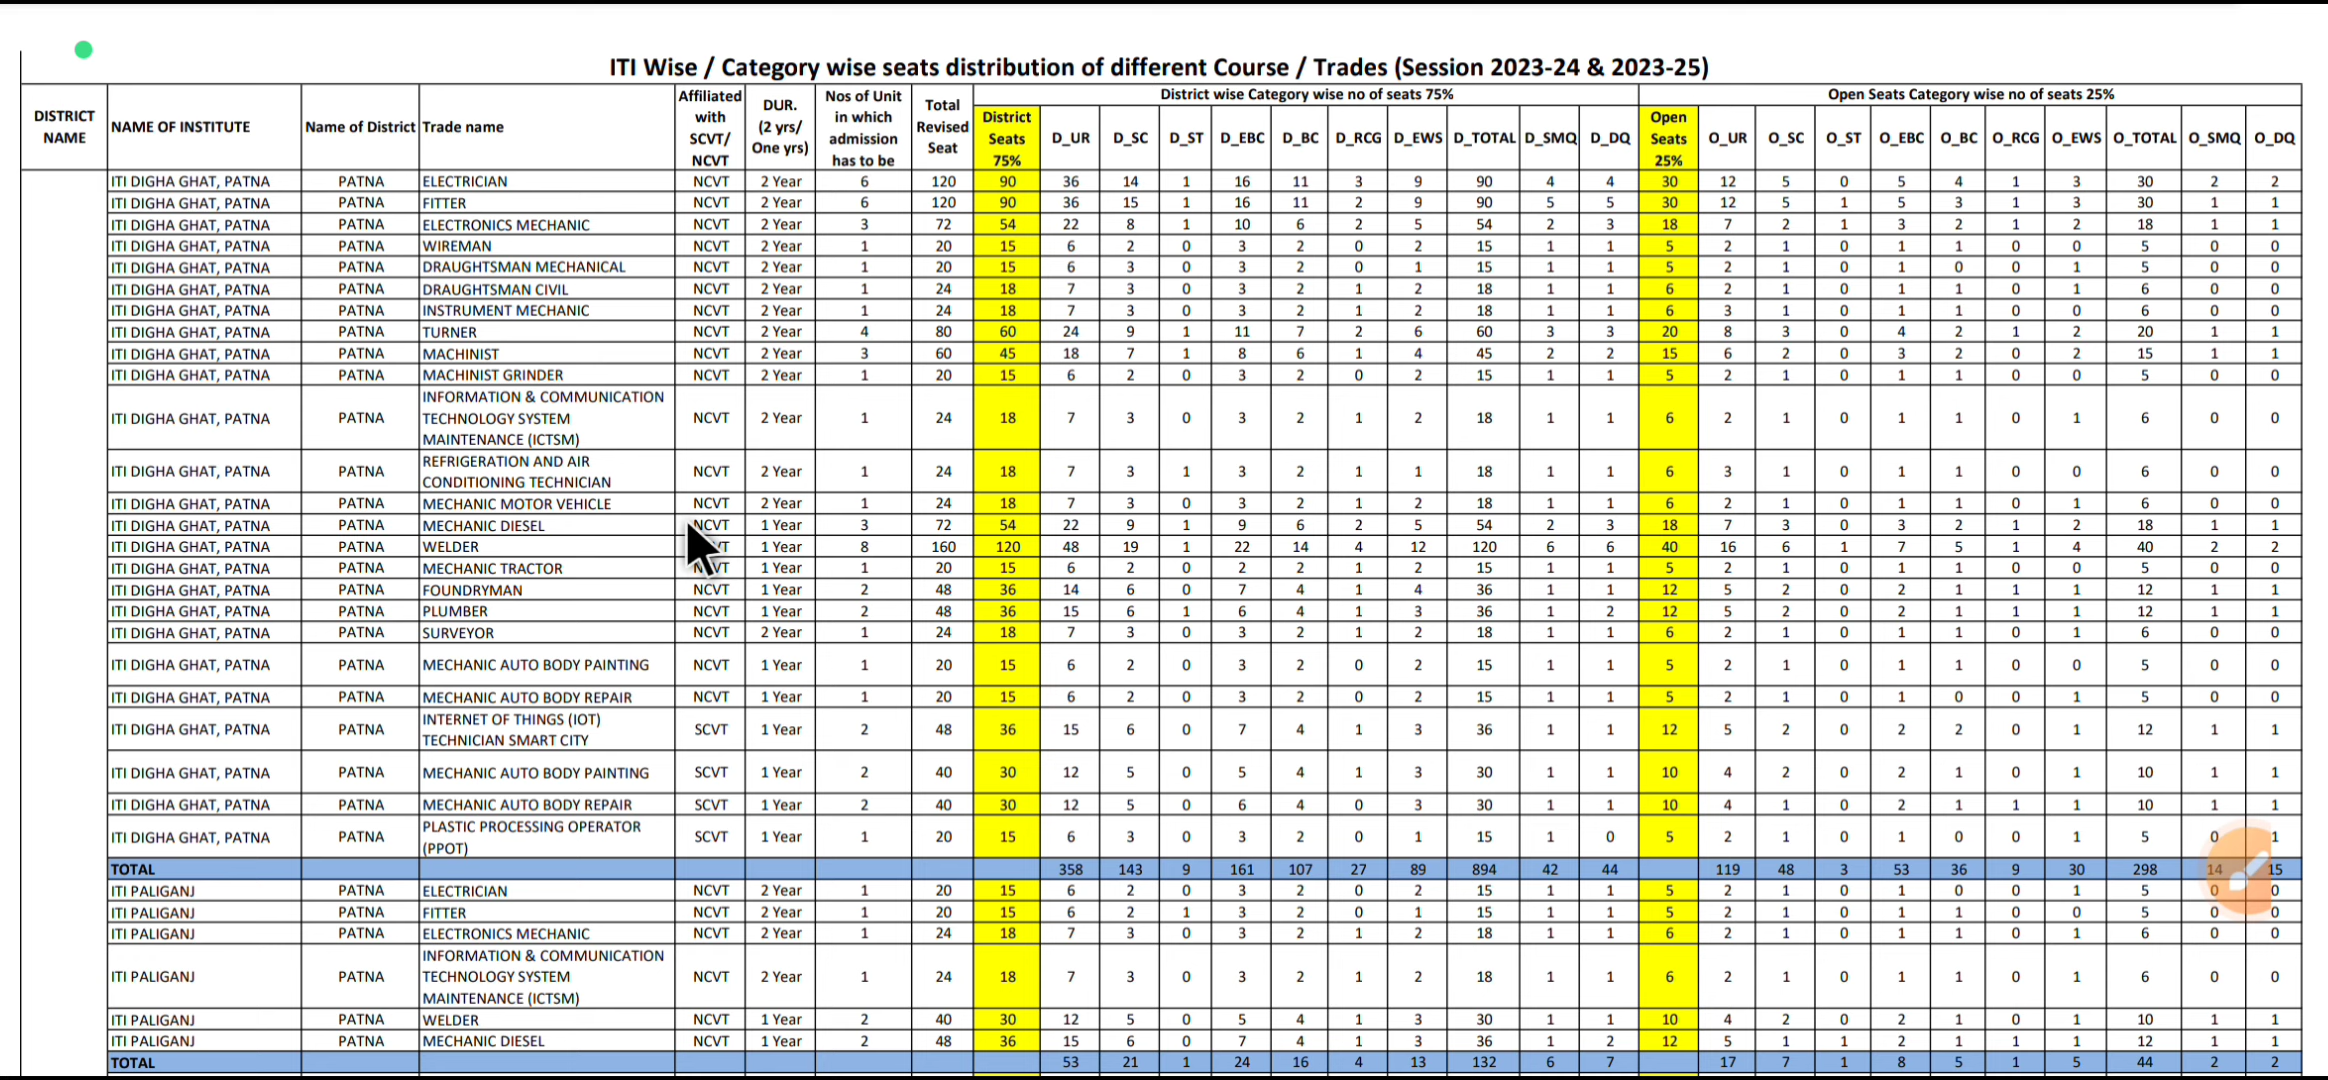 ITI Wise / Category wise seats distribution of different Course / Trades (Session 2023-24 & 2023-25)
DISTRICT NAME | NAME OF INSTITUTE | Name of District | Trade name | Affiliated with SCVT/ NCVT | DUR. (2 yrs/ One yrs) | Nos of Unit in which admission has to be | Total Revised Seat | District wise Category wise no of seats 75% | Open Seats Category wise no of seats 25%
District Seats 75% | D_UR | D_SC | D_ST | D_EBC | D_BC | D_RCG | D_EWS | D_TOTAL | D_SMQ | D_DQ | Open Seats 25% | O_UR | O_SC | O_ST | O_EBC | O_BC | O_RCG | O_EWS | O_TOTAL | O_SMQ | O_DQ
ITI DIGHA GHAT, PATNA PATNA ELECTRICIAN NCVT 2 Year 6 120 90 36 14 1 16 11 3 9 90 4 4 30 12 5 0 5 4 1 3 30 2 2
ITI DIGHA GHAT, PATNA PATNA FITTER NCVT 2 Year 6 120 90 36 15 1 16 11 2 9 90 5 5 30 12 5 1 5 3 1 3 30 1 1
ITI DIGHA GHAT, PATNA PATNA ELECTRONICS MECHANIC NCVT 2 Year 3 72 54 22 8 1 10 6 2 5 54 2 3 18 7 2 1 3 2 1 2 18 1 1
ITI DIGHA GHAT, PATNA PATNA WIREMAN NCVT 2 Year 1 20 15 6 2 0 3 2 0 2 15 1 1 5 2 1 0 1 1 0 0 5 0 0
ITI DIGHA GHAT, PATNA PATNA DRAUGHTSMAN MECHANICAL NCVT 2 Year 1 20 15 6 3 0 3 2 0 1 15 1 1 5 2 1 0 1 0 0 1 5 0 0
ITI DIGHA GHAT, PATNA PATNA DRAUGHTSMAN CIVIL NCVT 2 Year 1 24 18 7 3 0 3 2 1 2 18 1 1 6 2 1 0 1 1 0 1 6 0 0
ITI DIGHA GHAT, PATNA PATNA INSTRUMENT MECHANIC NCVT 2 Year 1 24 18 7 3 0 3 2 1 2 18 1 1 6 3 1 0 1 1 0 0 6 0 0
ITI DIGHA GHAT, PATNA PATNA TURNER NCVT 2 Year 4 80 60 24 9 1 11 7 2 6 60 3 3 20 8 3 0 4 2 1 2 20 1 1
ITI DIGHA GHAT, PATNA PATNA MACHINIST NCVT 2 Year 3 60 45 18 7 1 8 6 1 4 45 2 2 15 6 2 0 3 2 0 2 15 1 1
ITI DIGHA GHAT, PATNA PATNA MACHINIST GRINDER NCVT 2 Year 1 20 15 6 2 0 3 2 0 2 15 1 1 5 2 1 0 1 1 0 0 5 0 0
ITI DIGHA GHAT, PATNA PATNA INFORMATION & COMMUNICATION TECHNOLOGY SYSTEM MAINTENANCE (ICTSM) NCVT 2 Year 1 24 18 7 3 0 3 2 1 2 18 1 1 6 2 1 0 1 1 0 1 6 0 0
ITI DIGHA GHAT, PATNA PATNA REFRIGERATION AND AIR CONDITIONING TECHNICIAN NCVT 2 Year 1 24 18 7 3 1 3 2 1 1 18 1 1 6 3 1 0 1 1 0 0 6 0 0
ITI DIGHA GHAT, PATNA PATNA MECHANIC MOTOR VEHICLE NCVT 2 Year 1 24 18 7 3 0 3 2 1 2 18 1 1 6 2 1 0 1 1 0 1 6 0 0
ITI DIGHA GHAT, PATNA PATNA MECHANIC DIESEL NCVT 1 Year 3 72 54 22 9 1 9 6 2 5 54 2 3 18 7 3 0 3 2 1 2 18 1 1
ITI DIGHA GHAT, PATNA PATNA WELDER 1 Year 8 160 120 48 19 1 22 14 4 12 120 6 6 40 16 6 1 7 5 1 4 40 2 2
ITI DIGHA GHAT, PATNA PATNA MECHANIC TRACTOR 1 Year 1 20 15 6 2 0 2 2 1 2 15 1 1 5 2 1 0 1 1 0 0 5 0 0
ITI DIGHA GHAT, PATNA PATNA FOUNDRYMAN NCVT 1 Year 2 48 36 14 6 0 7 4 1 4 36 1 1 12 5 2 0 2 1 1 1 12 1 1
ITI DIGHA GHAT, PATNA PATNA PLUMBER NCVT 1 Year 2 48 36 15 6 1 6 4 1 3 36 1 2 12 5 2 0 2 1 1 1 12 1 1
ITI DIGHA GHAT, PATNA PATNA SURVEYOR NCVT 2 Year 1 24 18 7 3 0 3 2 1 2 18 1 1 6 2 1 0 1 1 0 1 6 0 0
ITI DIGHA GHAT, PATNA PATNA MECHANIC AUTO BODY PAINTING NCVT 1 Year 1 20 15 6 2 0 3 2 0 2 15 1 1 5 2 1 0 1 1 0 0 5 0 0
ITI DIGHA GHAT, PATNA PATNA MECHANIC AUTO BODY REPAIR NCVT 1 Year 1 20 15 6 2 0 3 2 0 2 15 1 1 5 2 1 0 1 0 0 1 5 0 0
ITI DIGHA GHAT, PATNA PATNA INTERNET OF THINGS (IOT) TECHNICIAN SMART CITY SCVT 1 Year 2 48 36 15 6 0 7 4 1 3 36 1 1 12 5 2 0 2 2 0 1 12 1 1
ITI DIGHA GHAT, PATNA PATNA MECHANIC AUTO BODY PAINTING SCVT 1 Year 2 40 30 12 5 0 5 4 1 3 30 1 1 10 4 2 0 2 1 0 1 10 1 1
ITI DIGHA GHAT, PATNA PATNA MECHANIC AUTO BODY REPAIR SCVT 1 Year 2 40 30 12 5 0 6 4 0 3 30 1 1 10 4 1 0 2 1 1 1 10 1 1
ITI DIGHA GHAT, PATNA PATNA PLASTIC PROCESSING OPERATOR (PPOT) SCVT 1 Year 1 20 15 6 3 0 3 2 0 1 15 1 0 5 2 1 0 1 0 0 1 5 0 1
TOTAL 358 143 9 161 107 27 89 894 42 44 119 48 3 53 36 9 30 298 14 15
ITI PALIGANJ PATNA ELECTRICIAN NCVT 2 Year 1 20 15 6 2 0 3 2 0 2 15 1 1 5 2 1 0 1 0 0 1 5 0 0
ITI PALIGANJ PATNA FITTER NCVT 2 Year 1 20 15 6 2 1 3 2 0 1 15 1 1 5 2 1 0 1 1 0 0 5 0 0
ITI PALIGANJ PATNA ELECTRONICS MECHANIC NCVT 2 Year 1 24 18 7 3 0 3 2 1 2 18 1 1 6 2 1 0 1 1 0 1 6 0 0
ITI PALIGANJ PATNA INFORMATION & COMMUNICATION TECHNOLOGY SYSTEM MAINTENANCE (ICTSM) NCVT 2 Year 1 24 18 7 3 0 3 2 1 2 18 1 1 6 2 1 0 1 1 0 1 6 0 0
ITI PALIGANJ PATNA WELDER NCVT 1 Year 2 40 30 12 5 0 5 4 1 3 30 1 1 10 4 2 0 2 1 0 1 10 1 1
ITI PALIGANJ PATNA MECHANIC DIESEL NCVT 1 Year 2 48 36 15 6 0 7 4 1 3 36 1 2 12 5 1 1 2 1 1 1 12 1 1
TOTAL 53 21 1 24 16 4 13 132 6 7 17 7 1 8 5 1 5 44 2 2